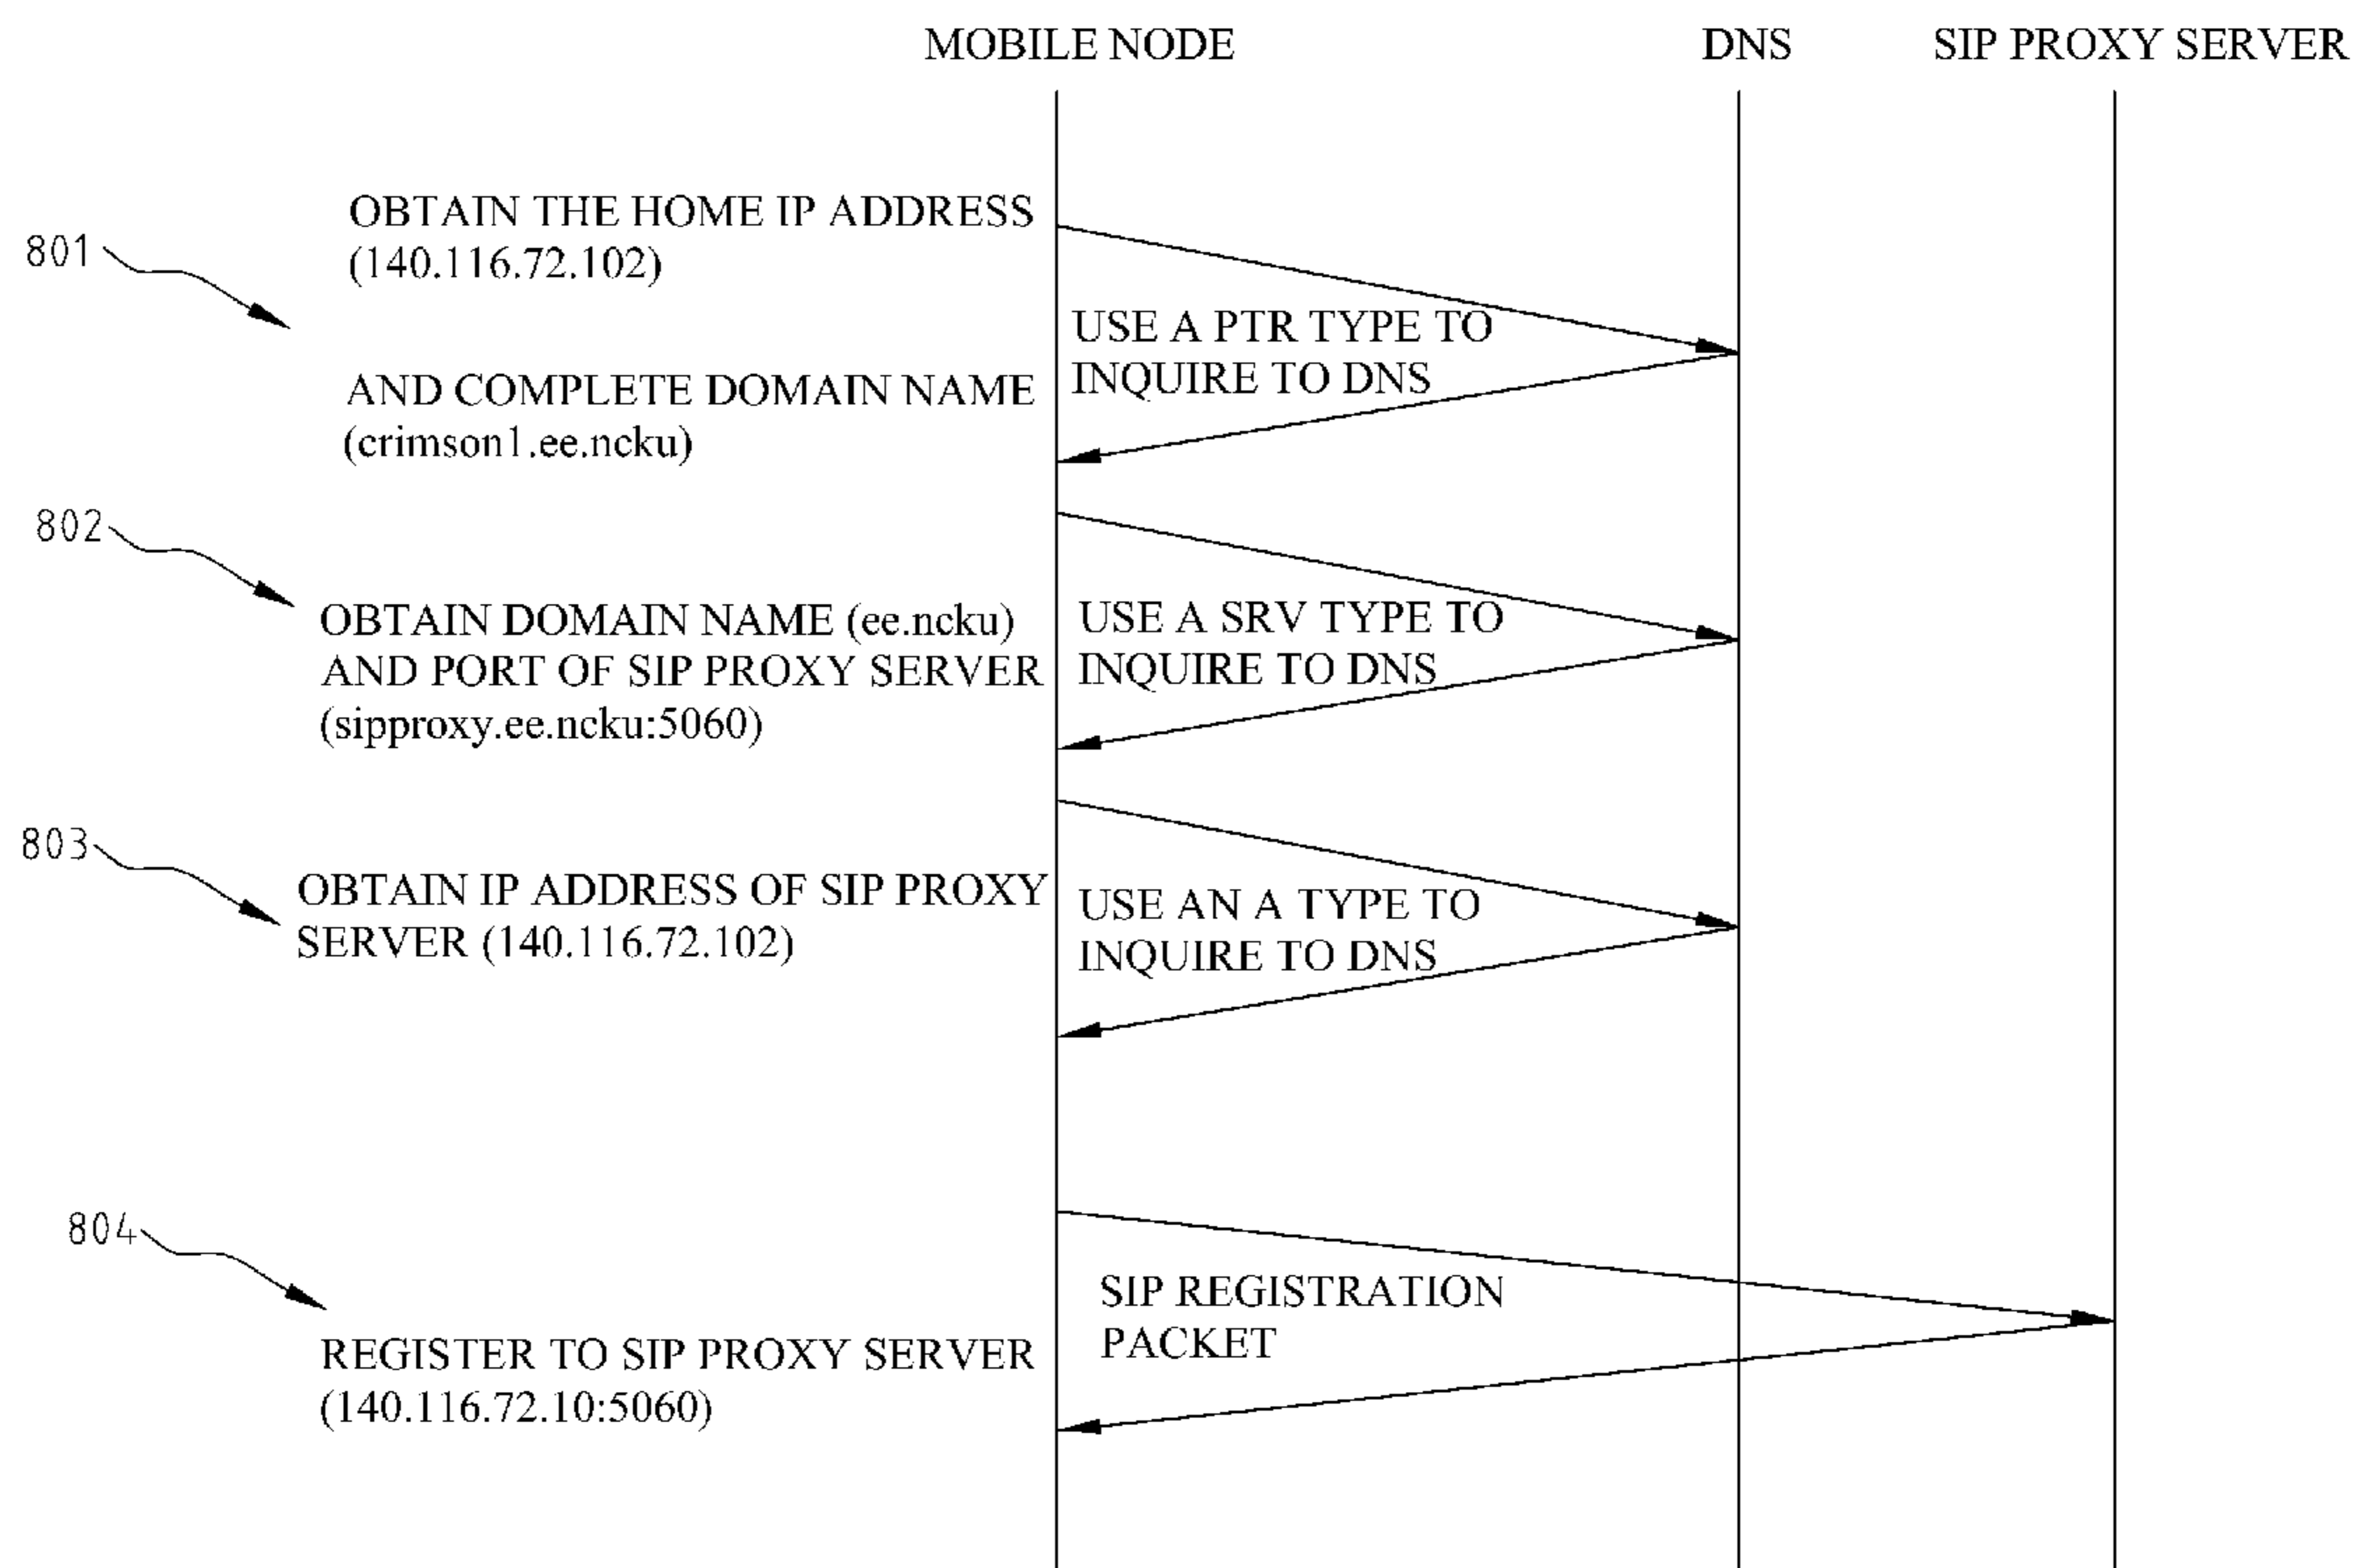 MOBILE NODE
DNS
SIP PROXY SERVER
801
OBTAIN THE HOME IP ADDRESS
(140.116.72.102)
AND COMPLETE DOMAIN NAME
(crimson1.ee.ncku)
USE A PTR TYPE TO
INQUIRE TO DNS
802
OBTAIN DOMAIN NAME (ee.ncku)
AND PORT OF SIP PROXY SERVER
(sipproxy.ee.ncku:5060)
USE A SRV TYPE TO
INQUIRE TO DNS
803
OBTAIN IP ADDRESS OF SIP PROXY
SERVER (140.116.72.102)
USE AN A TYPE TO
INQUIRE TO DNS
804
REGISTER TO SIP PROXY SERVER
(140.116.72.10:5060)
SIP REGISTRATION
PACKET